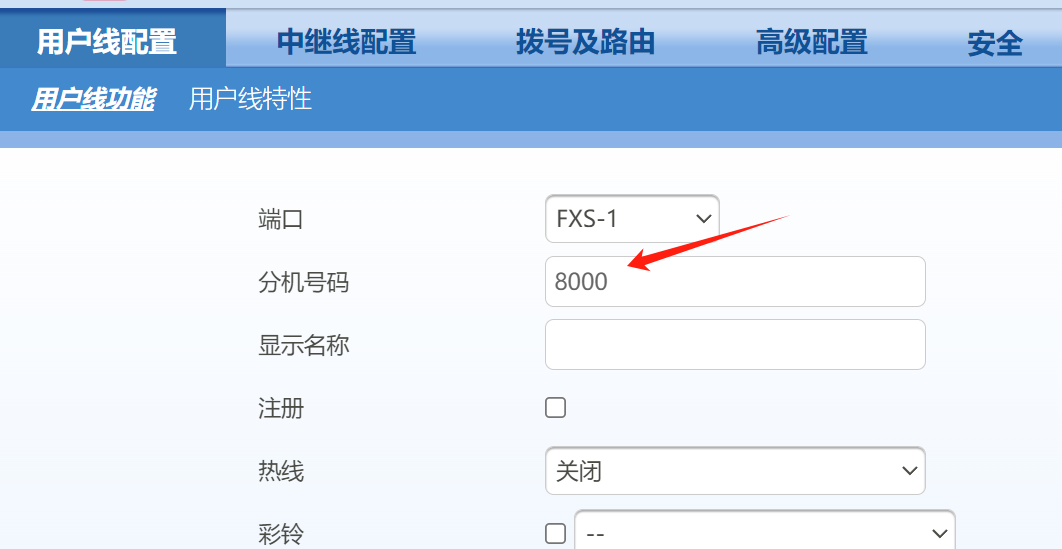 用户线配置 中继线配置 拨号及路由 高级配置 安全
用户线功能 用户线特性
端口 FXS-1
分机号码 8000
显示名称
注册
热线 关闭
彩铃 --